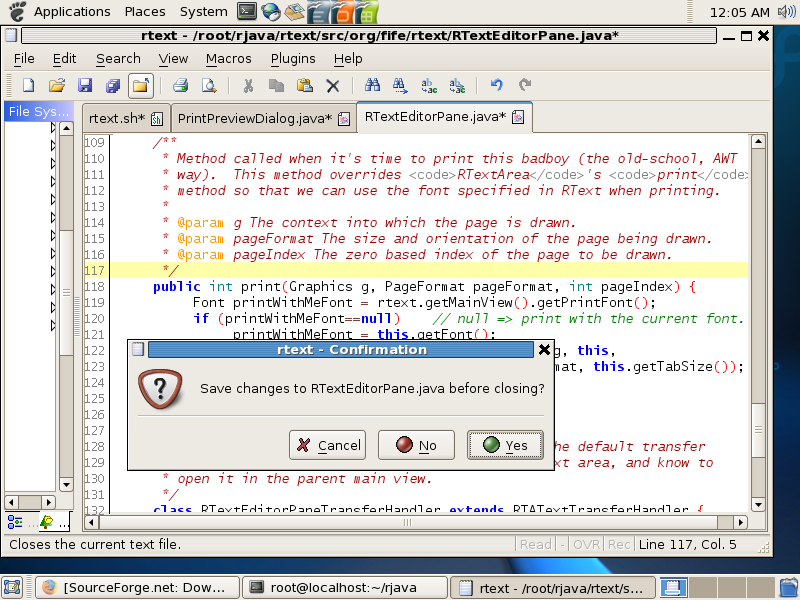 Applications Places System 12:05 AM
rtext - /root/rjava/rtext/src/org/fife/rtext/RTextEditorPane.java*
File Edit Search View Macros Plugins Help
File Sys...
rtext.sh* PrintPreviewDialog.java* RTextEditorPane.java*
109 /**
110 * Method called when it's time to print this badboy (the old-school, AWT
111 * way). This method overrides <code>RTextArea</code>'s <code>print</code>
112 * method so that we can use the font specified in RText when printing.
113 *
114 * @param g The context into which the page is drawn.
115 * @param pageFormat The size and orientation of the page being drawn.
116 * @param pageIndex The zero based index of the page to be drawn.
117 */
118 public int print(Graphics g, PageFormat pageFormat, int pageIndex) {
119 Font printWithMeFont = rtext.getMainView().getPrintFont();
120 if (printWithMeFont==null) // null => print with the current font.
121 printWithMeFont = this.getFont();
122 g, this,
123 mat, this.getTabSize());
124
125
126
127
128 he default transfer
129 xt area, and know to
130 * open it in the parent main view.
131 */
132 class RTextEditorPaneTransferHandler extends RTATextTransferHandler {
rtext - Confirmation
Save changes to RTextEditorPane.java before closing?
Cancel No Yes
... ...
Closes the current text file. Read - OVR Rec Line 117, Col. 5
[SourceForge.net: Dow... root@localhost:~/rjava rtext - /root/rjava/rtext/s...